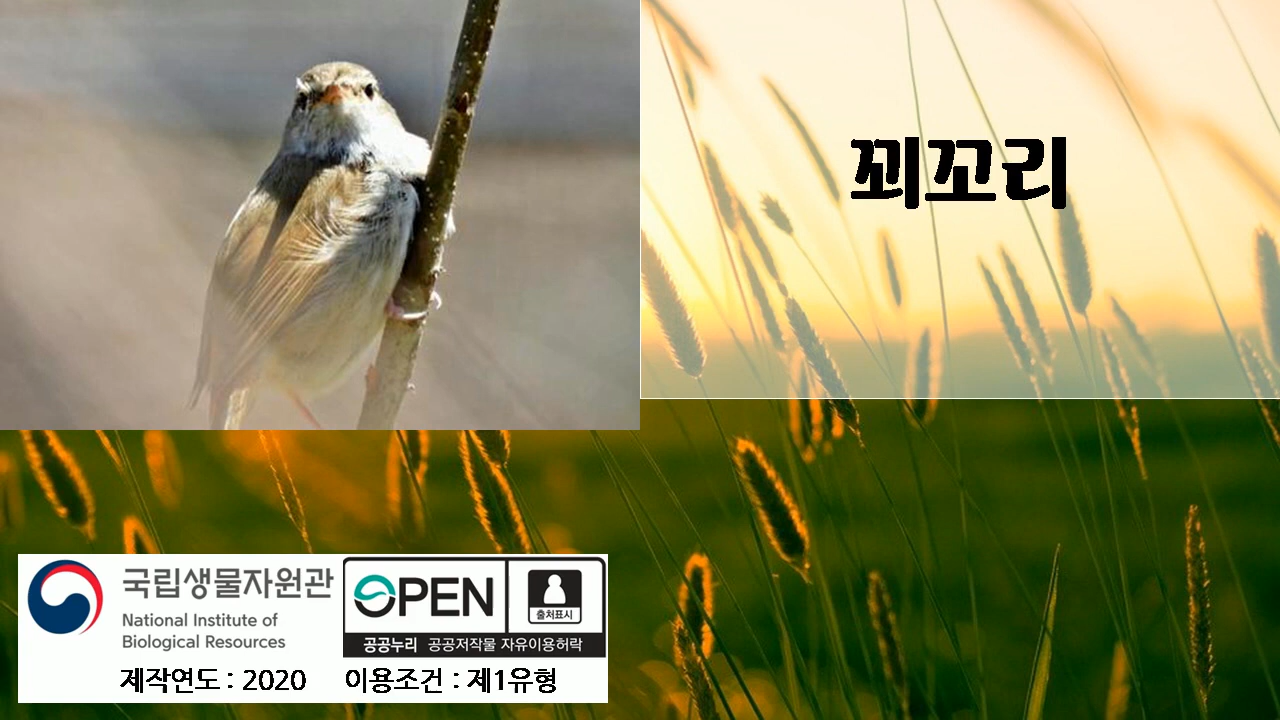 꾀꼬리
국립생물자원관
National Institute of
Biological Resources
OPEN
출처표시
공공누리 공공저작물 자유이용허락
제작연도 : 2020 이용조건 : 제1유형